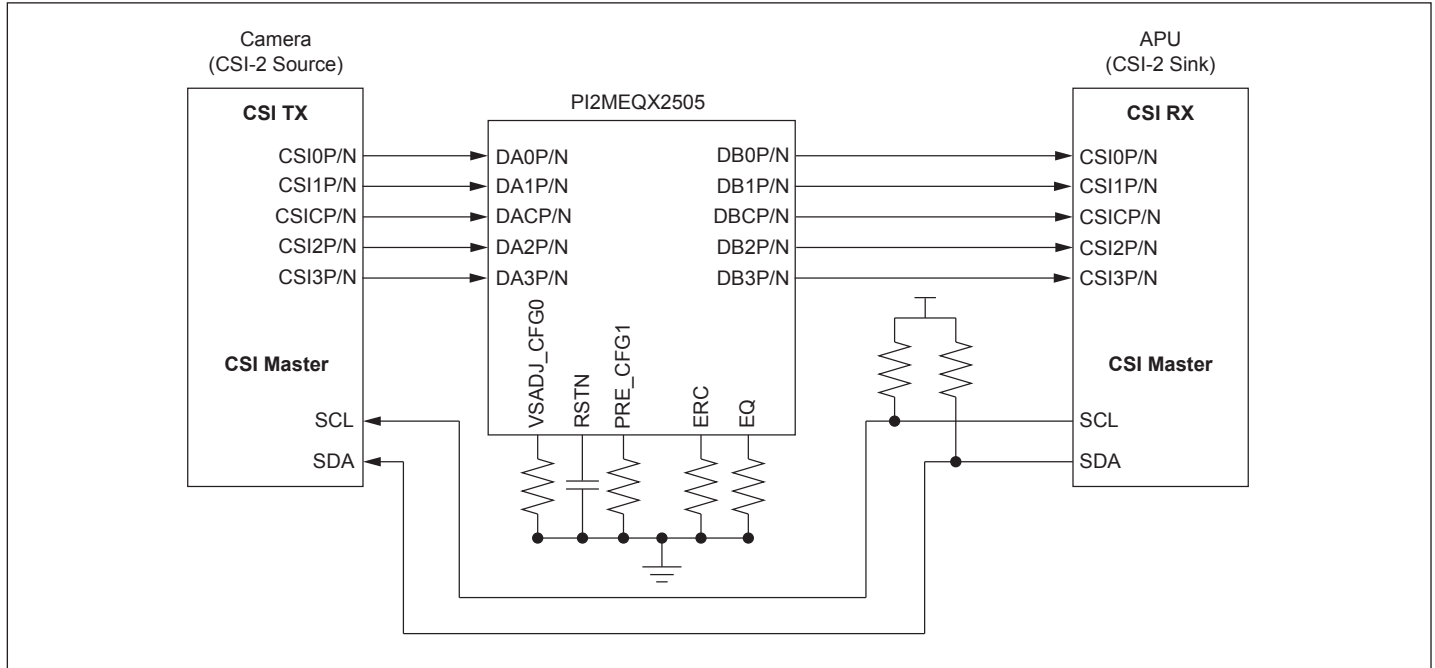 Camera
(CSI-2 Source)
CSI TX
CSI0P/N
CSI1P/N
CSICP/N
CSI2P/N
CSI3P/N
CSI Master
SCL
SDA
PI2MEQX2505
DA0P/N
DA1P/N
DACP/N
DA2P/N
DA3P/N
DB0P/N
DB1P/N
DBCP/N
DB2P/N
DB3P/N
VSADJ_CFG0
RSTN
PRE_CFG1
ERC
EQ
APU
(CSI-2 Sink)
CSI RX
CSI0P/N
CSI1P/N
CSICP/N
CSI2P/N
CSI3P/N
CSI Master
SCL
SDA